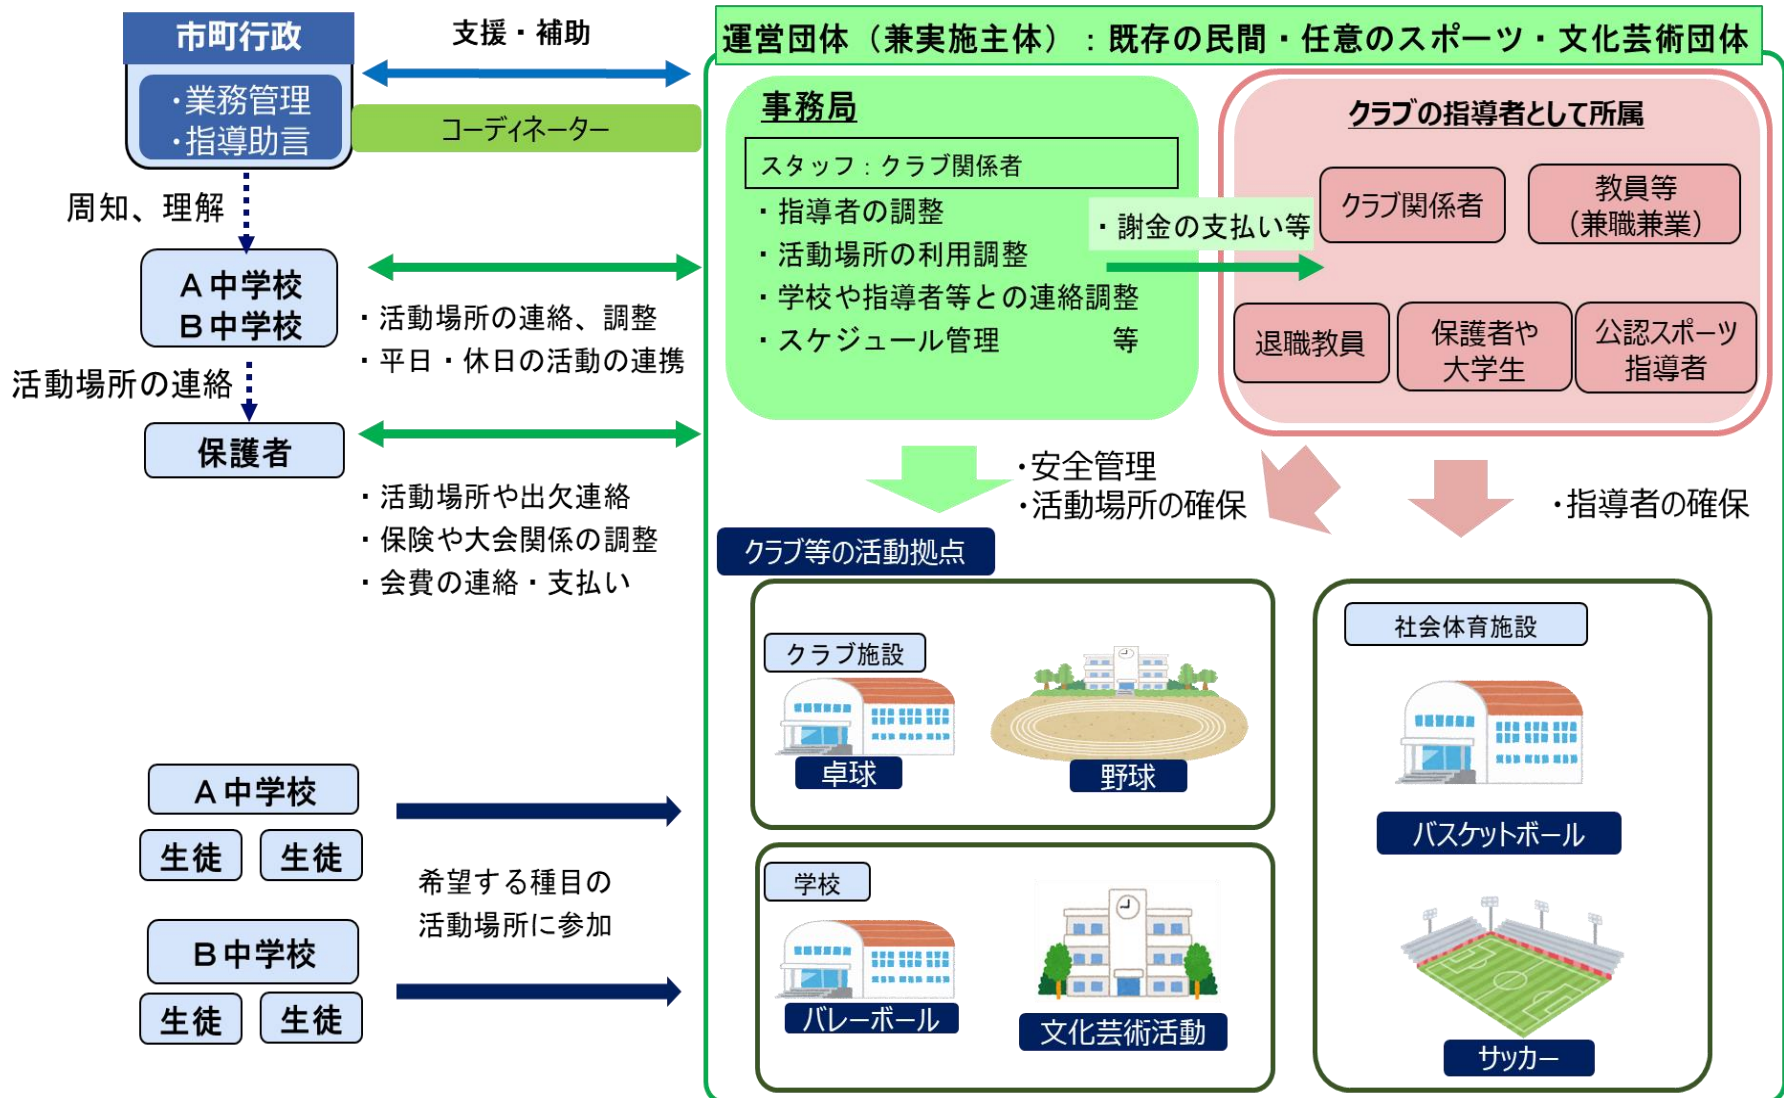 市町行政
・業務管理
・指導助言
支援・補助
コーディネーター
周知、理解
A中学校
B中学校
・活動場所の連絡、調整
・平日・休日の活動の連携
活動場所の連絡
保護者
・活動場所や出欠連絡
・保険や大会関係の調整
・会費の連絡・支払い
運営団体（兼実施主体）：既存の民間・任意のスポーツ・文化芸術団体
事務局
スタッフ：クラブ関係者
・指導者の調整
・活動場所の利用調整
・学校や指導者等との連絡調整
・スケジュール管理　　　　等
・謝金の支払い等
クラブの指導者として所属
クラブ関係者
教員等
（兼職兼業）
退職教員
保護者や
大学生
公認スポーツ
指導者
・安全管理
・活動場所の確保
・指導者の確保
クラブ等の活動拠点
クラブ施設
卓球
野球
社会体育施設
バスケットボール
サッカー
学校
バレーボール
文化芸術活動
A中学校
生徒
生徒
希望する種目の
活動場所に参加
B中学校
生徒
生徒